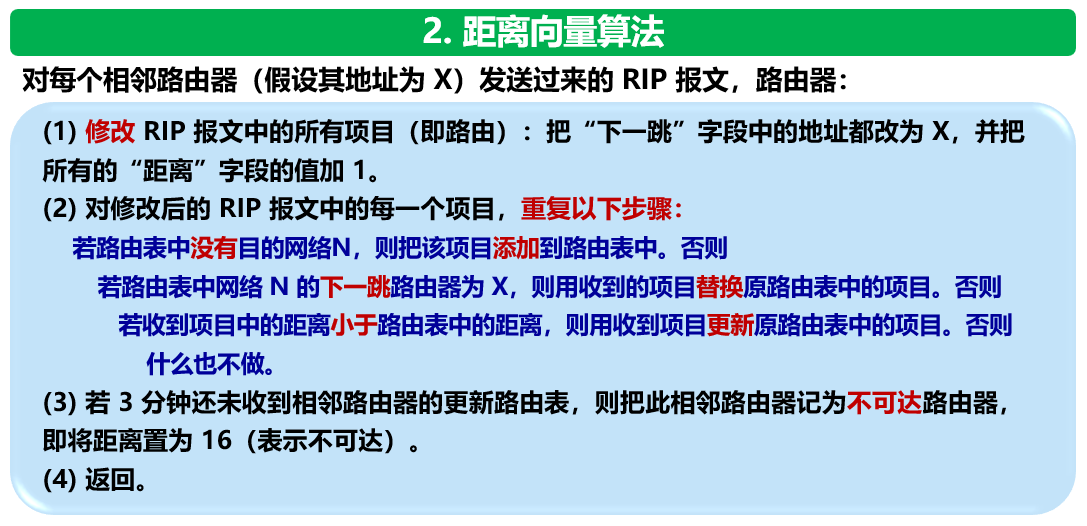 2. 距离向量算法
对每个相邻路由器（假设其地址为 X）发送过来的 RIP 报文，路由器：
(1) 修改 RIP 报文中的所有项目（即路由）：把“下一跳”字段中的地址都改为 X，并把
所有的“距离”字段的值加 1。
(2) 对修改后的 RIP 报文中的每一个项目，重复以下步骤：
若路由表中没有目的网络N，则把该项目添加到路由表中。否则
若路由表中网络 N 的下一跳路由器为 X，则用收到的项目替换原路由表中的项目。否则
若收到项目中的距离小于路由表中的距离，则用收到项目更新原路由表中的项目。否则
什么也不做。
(3) 若 3 分钟还未收到相邻路由器的更新路由表，则把此相邻路由器记为不可达路由器，
即将距离置为 16（表示不可达）。
(4) 返回。